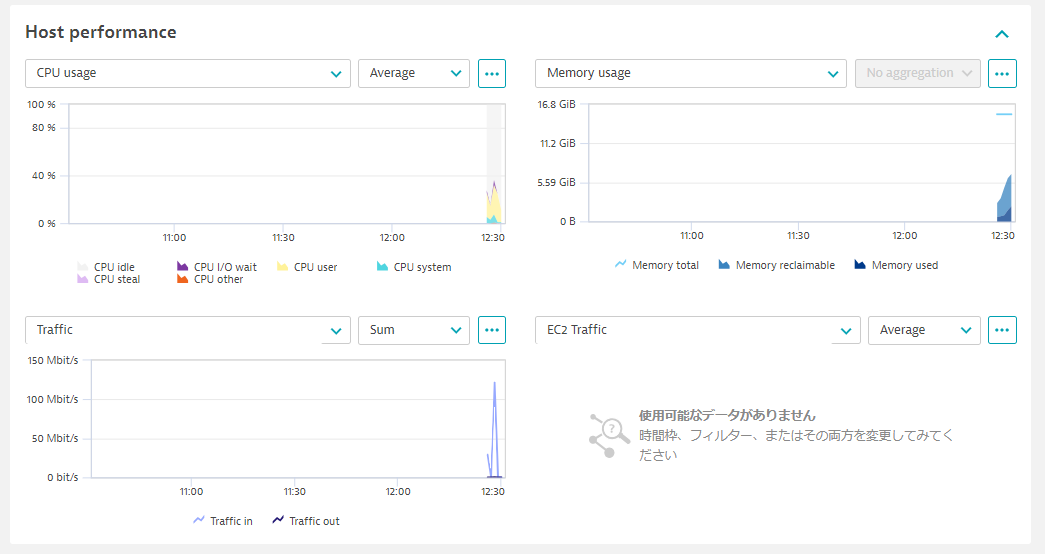 Host performance
CPU usage
Average
Memory usage
No aggregation
100 %
80 %
40 %
0 %
11:00
11:30
12:00
12:30
CPU idle
CPU I/O wait
CPU user
CPU system
CPU steal
CPU other
16.8 GiB
11.2 GiB
5.59 GiB
0 B
11:00
11:30
12:00
12:30
Memory total
Memory reclaimable
Memory used
Traffic
Sum
EC2 Traffic
Average
150 Mbit/s
100 Mbit/s
50 Mbit/s
0 bit/s
11:00
11:30
12:00
12:30
Traffic in
Traffic out
?
使用可能なデータがありません
時間枠、フィルター、またはその両方を変更してみてく
ださい